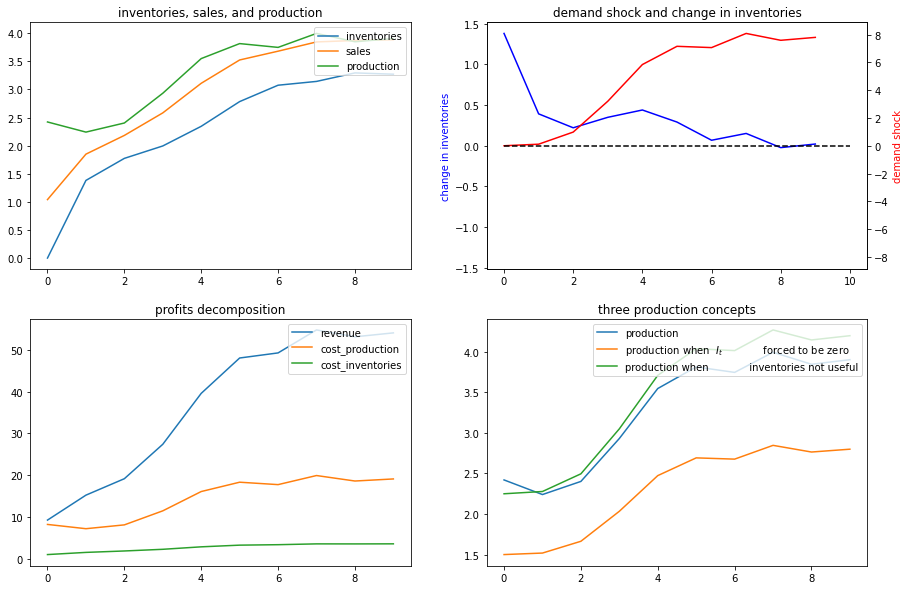 inventories, sales, and production
4.0
3.5
3.0
2.5
2.0
1.5
1.0
0.5
0.0
0 2 4 6 8
inventories
sales
production
demand shock and change in inventories
change in inventories
1.5
1.0
0.5
0.0
−0.5
−1.0
−1.5
0 2 4 6 8 10
8
6
4
2
0
−2
−4
−6
−8
demand shock
profits decomposition
50
40
30
20
10
0
0 2 4 6 8
revenue
cost_production
cost_inventories
three production concepts
4.0
3.5
3.0
2.5
2.0
1.5
0 2 4 6 8
production
production when I_t forced to be zero
production when inventories not useful